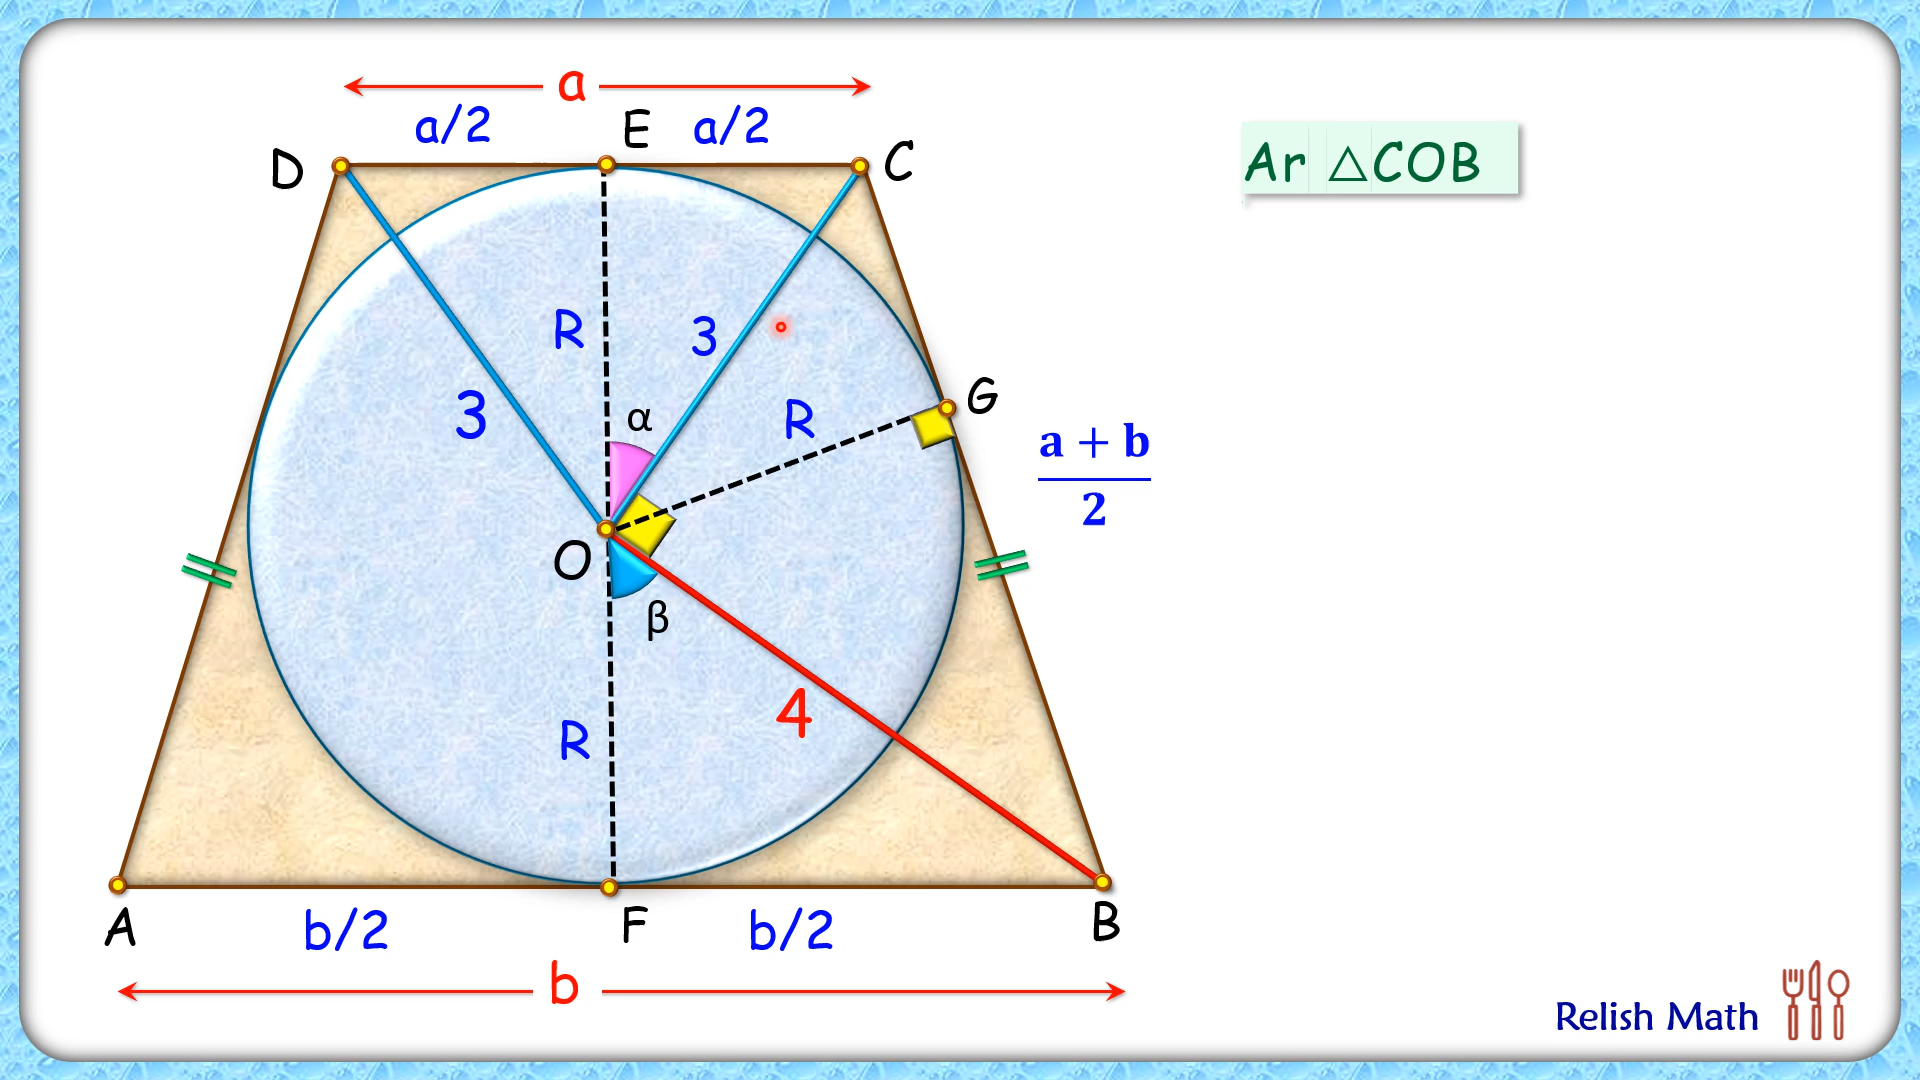 a
a/2 E a/2
D C
Ar △COB
R 3
3 α R G
a + b
2
O
β
4
R
A F B
b/2 b/2
b
Relish Math